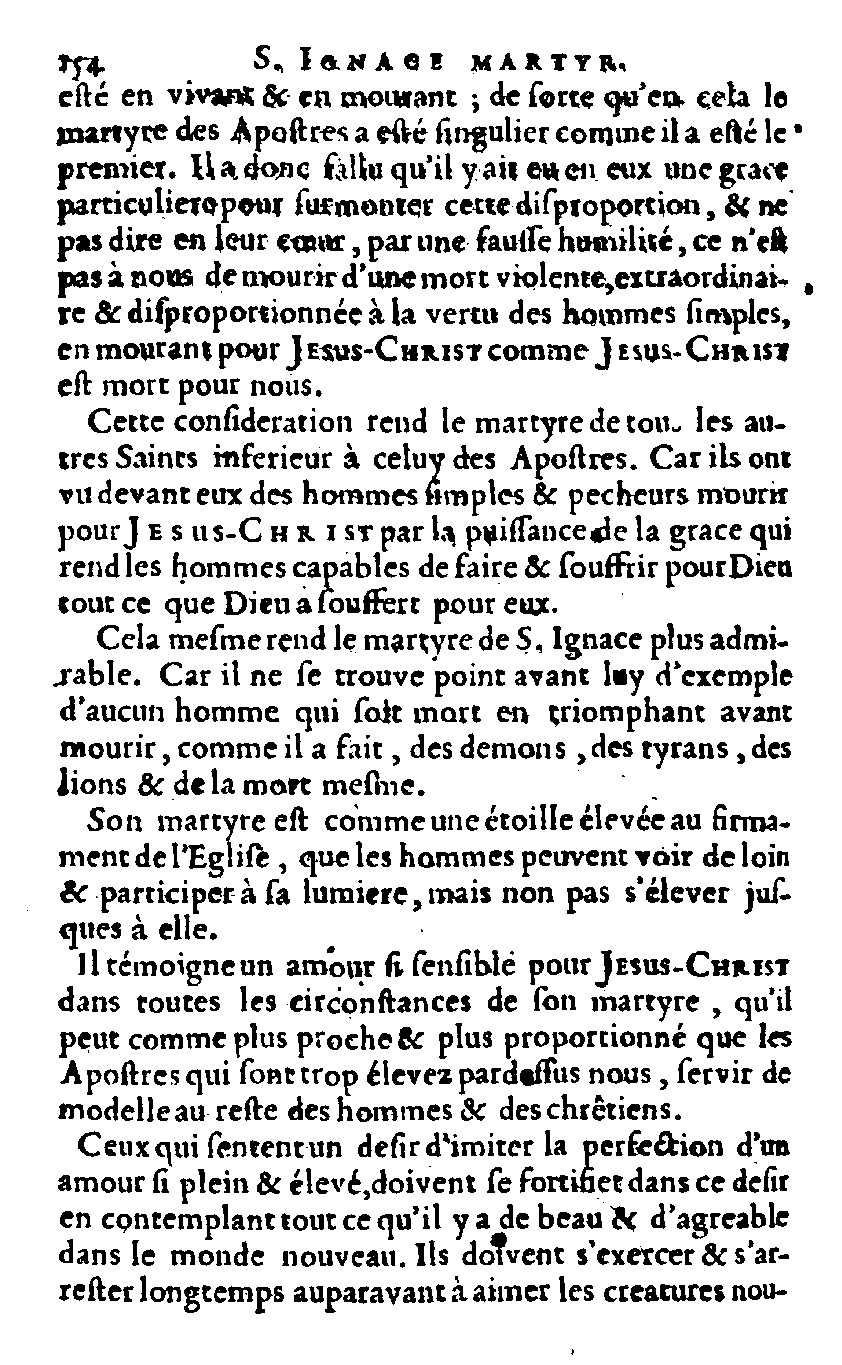 154 S. IGNACE MARTYR.
esté en vivant & en mourant ; de sorte qu'en cela le
martyre des Apostres a esté singulier comme il a esté le
premier. Il a donc fallu qu'il y ait eu en eux une grace
particuliere pour surmonter cette disproportion, & ne
pas dire en leur cœur, par une fausse humilité, ce n'est
pas à nous de mourir d'une mort violente, extraordinai-
re & disproportionnée à la vertu des hommes simples,
en mourant pour JESUS-CHRIST comme JESUS-CHRIST
est mort pour nous.
Cette consideration rend le martyre de tou. les au-
tres Saints inferieur à celuy des Apostres. Car ils ont
vu devant eux des hommes simples & pecheurs mourir
pour JESUS-CHRIST par la puissance de la grace qui
rend les hommes capables de faire & souffrir pour Dieu
tout ce que Dieu a souffert pour eux.
Cela mesme rend le martyre de S. Ignace plus admi-
rable. Car il ne se trouve point avant luy d'exemple
d'aucun homme qui soit mort en triomphant avant
mourir, comme il a fait, des demons, des tyrans, des
lions & de la mort mesme.
Son martyre est comme une étoille élevée au firma-
ment de l'Eglise, que les hommes peuvent voir de loin
& participer à sa lumiere, mais non pas s'élever jus-
ques à elle.
Il témoigne un amour si sensible pour JESUS-CHRIST
dans toutes les circonstances de son martyre, qu'il
peut comme plus proche & plus proportionné que les
Apostres qui sont trop élevez pardessus nous, servir de
modelle au reste des hommes & des chrêtiens.
Ceux qui sentent un desir d'imiter la perfection d'un
amour si plein & élevé, doivent se fortifier dans ce desir
en contemplant tout ce qu'il y a de beau & d'agreable
dans le monde nouveau. Ils doivent s'exercer & s'ar-
rester longtemps auparavant à aimer les creatures nou-